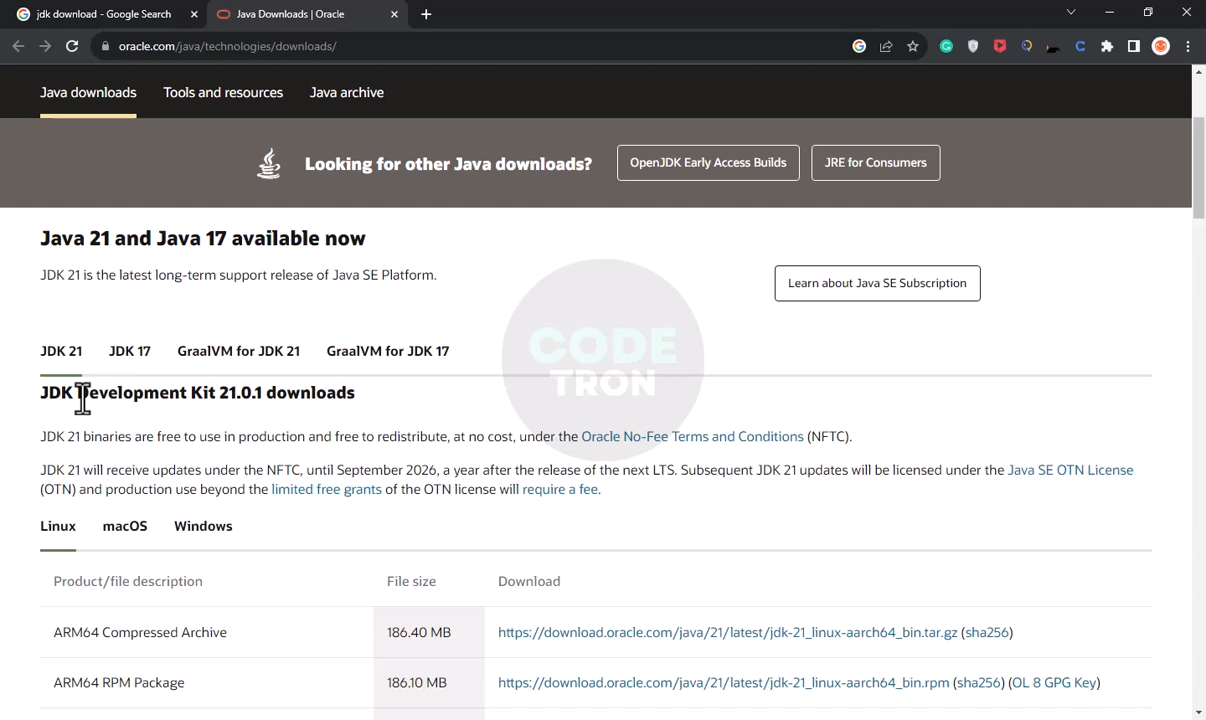 jdk download - Google Search
Java Downloads | Oracle
oracle.com/java/technologies/downloads/
Java downloads
Tools and resources
Java archive
Looking for other Java downloads?
OpenJDK Early Access Builds
JRE for Consumers
Java 21 and Java 17 available now
JDK 21 is the latest long-term support release of Java SE Platform.
Learn about Java SE Subscription
JDK 21
JDK 17
GraalVM for JDK 21
GraalVM for JDK 17
CODE
TRON
JDK Development Kit 21.0.1 downloads
JDK 21 binaries are free to use in production and free to redistribute, at no cost, under the Oracle No-Fee Terms and Conditions (NFTC).
JDK 21 will receive updates under the NFTC, until September 2026, a year after the release of the next LTS. Subsequent JDK 21 updates will be licensed under the Java SE OTN License
(OTN) and production use beyond the limited free grants of the OTN license will require a fee.
Linux
macOS
Windows
Product/file description
File size
Download
ARM64 Compressed Archive
186.40 MB
https://download.oracle.com/java/21/latest/jdk-21_linux-aarch64_bin.tar.gz (sha256)
ARM64 RPM Package
186.10 MB
https://download.oracle.com/java/21/latest/jdk-21_linux-aarch64_bin.rpm (sha256) (OL 8 GPG Key)